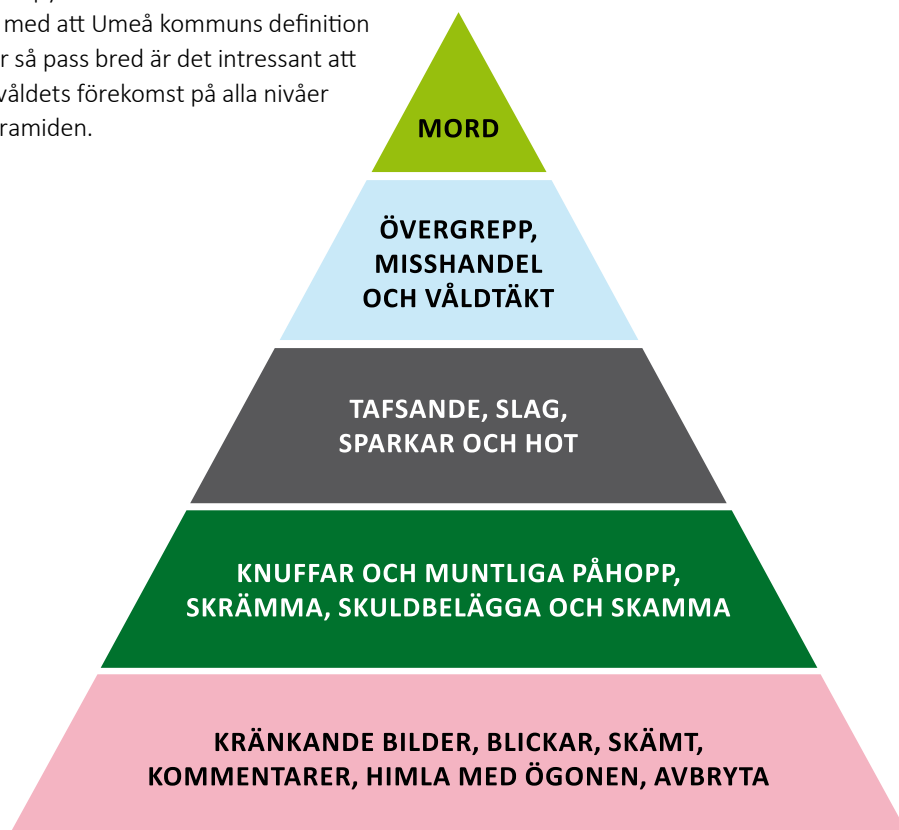 med att Umeå kommuns definition
så pass bred är det intressant att
våldets förekomst på alla nivåer
MORD
ÖVERGREPP,
MISSHANDEL
OCH VÅLDTÄKT
TAFSANDE, SLAG,
SPARKAR OCH HOT
KNUFFAR OCH MUNTLIGA PÅHOPP,
SKRÄMMA, SKULDBELÄGGA OCH SKAMMA
KRÄNKANDE BILDER, BLICKAR, SKÄMT,
KOMMENTARER, HIMLA MED ÖGONEN, AVBRYTA